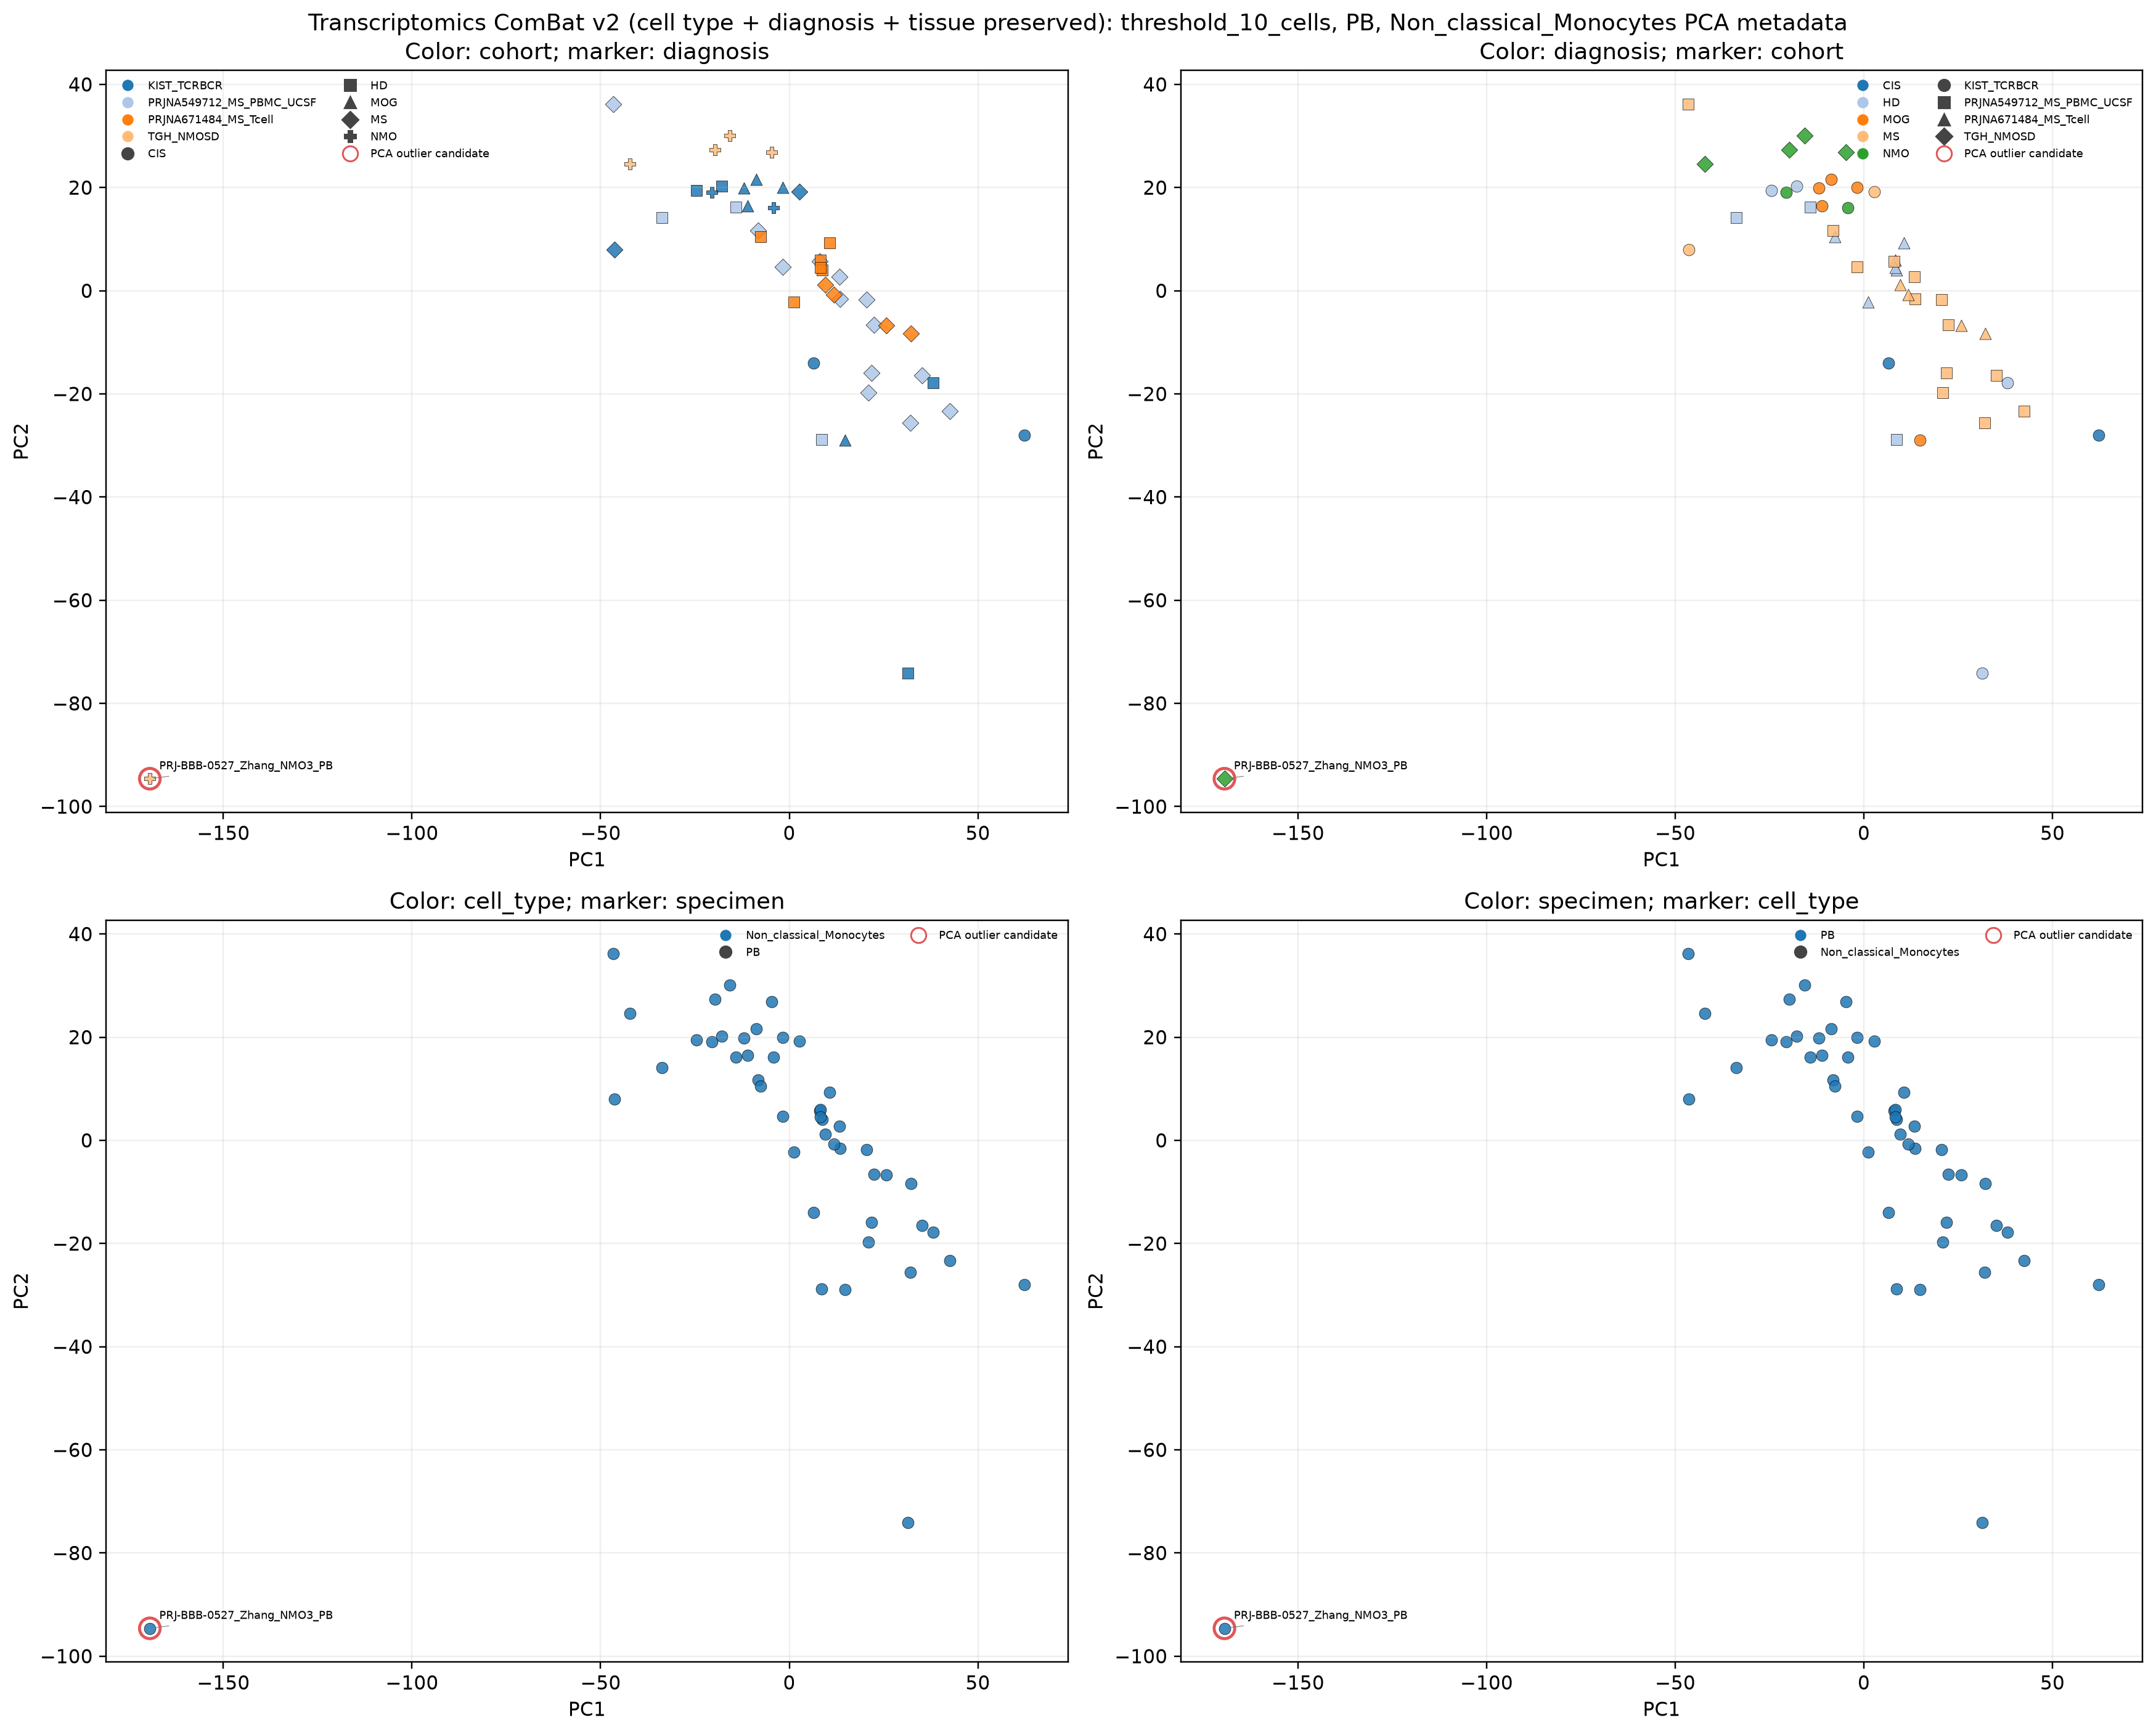 Transcriptomics ComBat v2 (cell type + diagnosis + tissue preserved): threshold_10_cells, PB, Non_classical_Monocytes PCA metadata
Color: cohort; marker: diagnosis
KIST_TCRBCR
PRJNA549712_MS_PBMC_UCSF
PRJNA671484_MS_Tcell
TGH_NMOSD
CIS
HD
MOG
MS
NMO
PCA outlier candidate
40
20
0
−20
−40
−60
−80
−100
PC2
PRJ-BBB-0527_Zhang_NMO3_PB
−150
−100
−50
0
50
PC1
Color: diagnosis; marker: cohort
CIS
HD
MOG
MS
NMO
KIST_TCRBCR
PRJNA549712_MS_PBMC_UCSF
PRJNA671484_MS_Tcell
TGH_NMOSD
PCA outlier candidate
40
20
0
−20
−40
−60
−80
−100
PC2
PRJ-BBB-0527_Zhang_NMO3_PB
−150
−100
−50
0
50
PC1
Color: cell_type; marker: specimen
Non_classical_Monocytes
PB
PCA outlier candidate
40
20
0
−20
−40
−60
−80
−100
PC2
PRJ-BBB-0527_Zhang_NMO3_PB
−150
−100
−50
0
50
PC1
Color: specimen; marker: cell_type
PB
Non_classical_Monocytes
PCA outlier candidate
40
20
0
−20
−40
−60
−80
−100
PC2
PRJ-BBB-0527_Zhang_NMO3_PB
−150
−100
−50
0
50
PC1